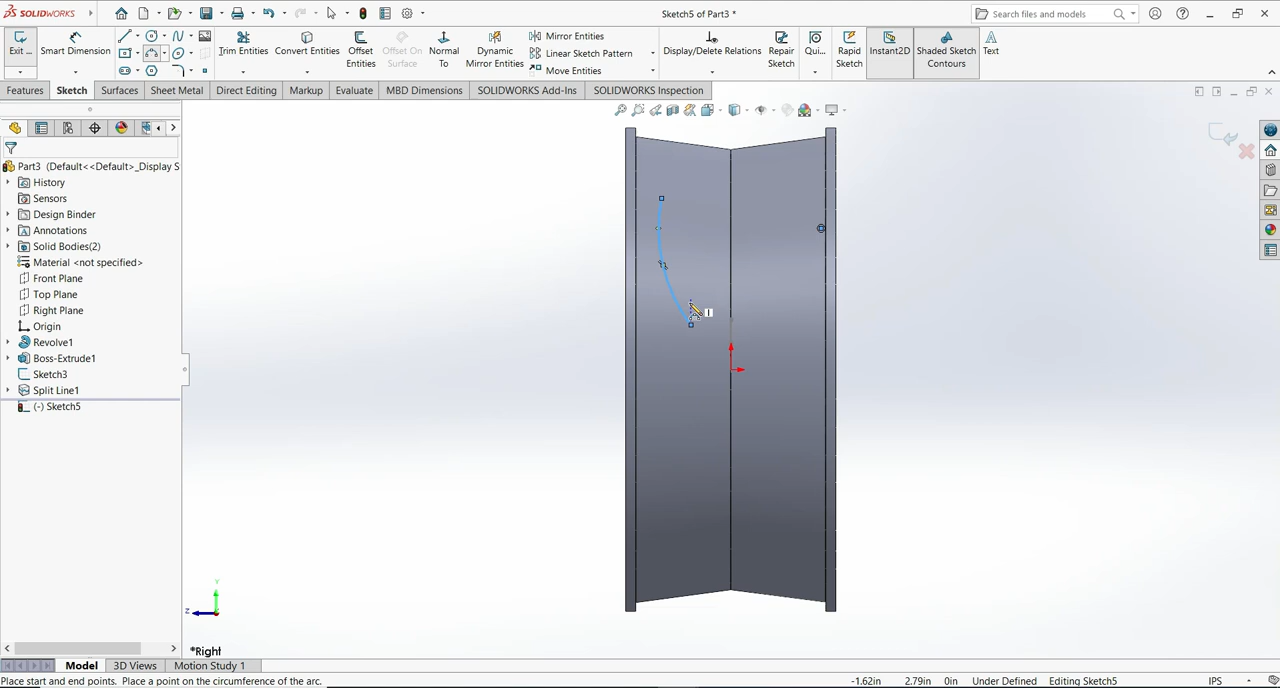 SOLIDWORKS
Sketch5 of Part3 *
Search files and models
Exit ...
Smart Dimension
Trim Entities
Convert Entities
Offset Entities
Offset On Surface
Normal To
Dynamic Mirror Entities
Mirror Entities
Linear Sketch Pattern
Move Entities
Display/Delete Relations
Repair Sketch
Qui...
Rapid Sketch
Instant2D
Shaded Sketch Contours
Text
Features
Sketch
Surfaces
Sheet Metal
Direct Editing
Markup
Evaluate
MBD Dimensions
SOLIDWORKS Add-Ins
SOLIDWORKS Inspection
Part3 (Default<<Default>_Display S
History
Sensors
Design Binder
Annotations
Solid Bodies(2)
Material <not specified>
Front Plane
Top Plane
Right Plane
Origin
Revolve1
Boss-Extrude1
Sketch3
Split Line1
(-) Sketch5
Y
Z
*Right
Model
3D Views
Motion Study 1
Place start and end points. Place a point on the circumference of the arc.
-1.62in
2.79in
0in
Under Defined
Editing Sketch5
IPS